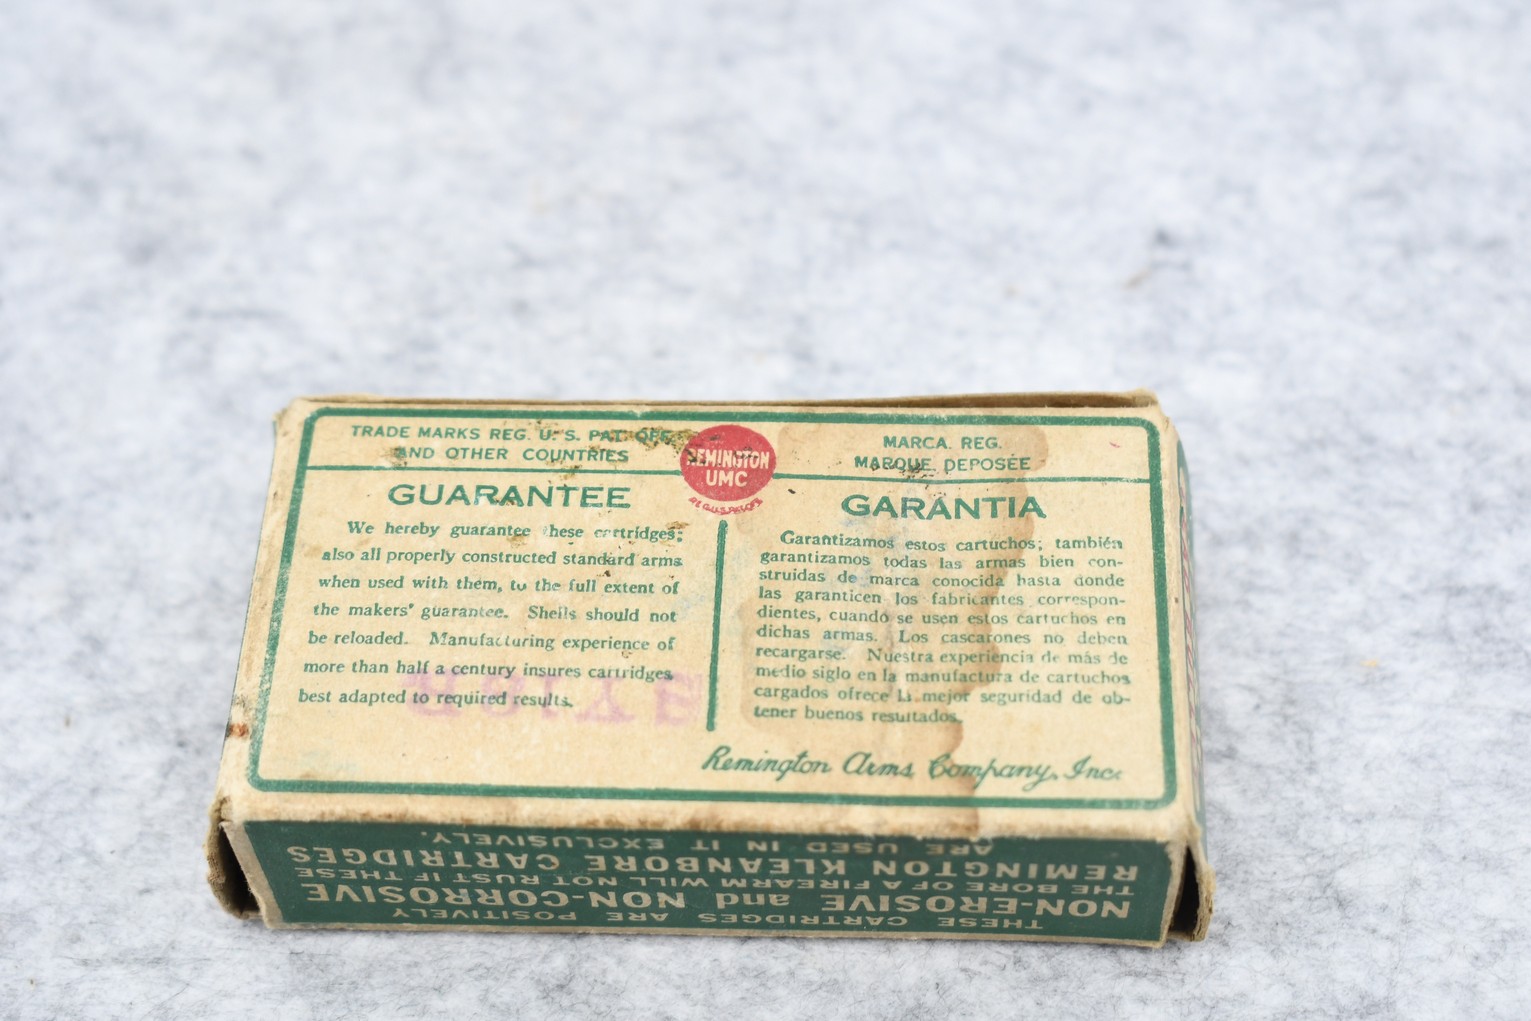 TRADE MARKS REG. U. S. PAT. OFF.
AND OTHER COUNTRIES
REMINGTON
UMC
REG.U.S.PAT.OFF.
MARCA. REG.
MARQUE. DEPOSÉE
GUARANTEE
We hereby guarantee these cartridges;
also all properly constructed standard arms
when used with them, to the full extent of
the makers' guarantee. Shells should not
be reloaded. Manufacturing experience of
more than half a century insures cartridges
best adapted to required results.
GARANTIA
Garantizamos estos cartuchos; también
garantizamos todas las armas bien con-
struidas de marca conocida hasta donde
las garanticen los fabricantes correspon-
dientes, cuando se usen estos cartuchos en
dichas armas. Los cascarones no deben
recargarse. Nuestra experiencia de más de
medio siglo en la manufactura de cartuchos
cargados ofrece la mejor seguridad de ob-
tener buenos resultados.
Remington Arms Company, Inc.
THESE CARTRIDGES ARE POSITIVELY
NON-EROSIVE and NON-CORROSIVE
THE BORE OF A FIREARM WILL NOT RUST IF THESE
REMINGTON KLEANBORE CARTRIDGES
ARE USED IN IT EXCLUSIVELY.